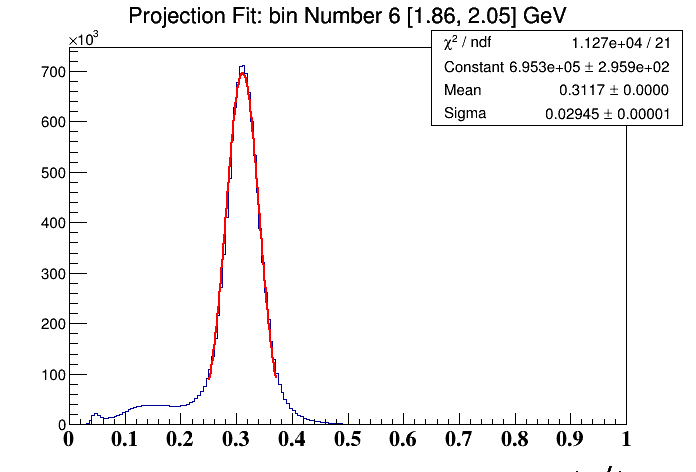 Projection Fit: bin Number 6 [1.86, 2.05] GeV
×10³
χ² / ndf 1.127e+04 / 21
Constant 6.953e+05 ± 2.959e+02
Mean 0.3117 ± 0.0000
Sigma 0.02945 ± 0.00001
700
600
500
400
300
200
100
0
0 0.1 0.2 0.3 0.4 0.5 0.6 0.7 0.8 0.9 1